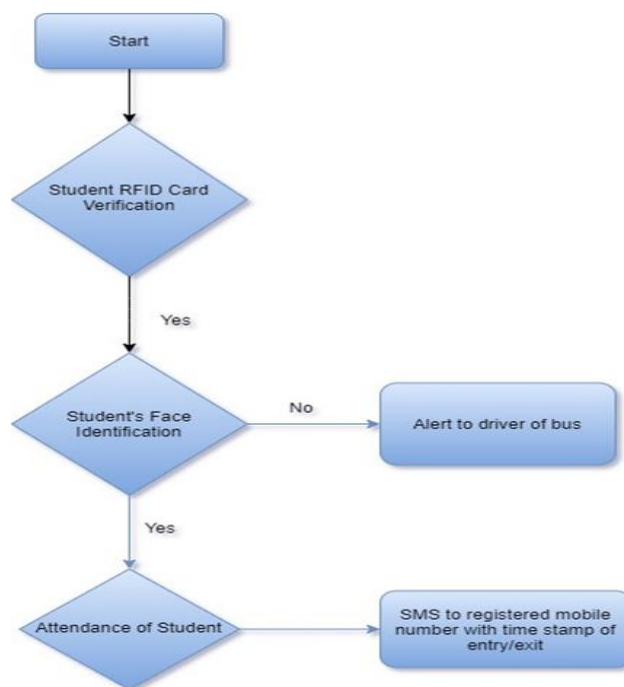 Start
Student RFID Card
Verification
Yes
Student's Face
Identification
No
Alert to driver of bus
Yes
Attendance of Student
SMS to registered mobile
number with time stamp of
entry/exit